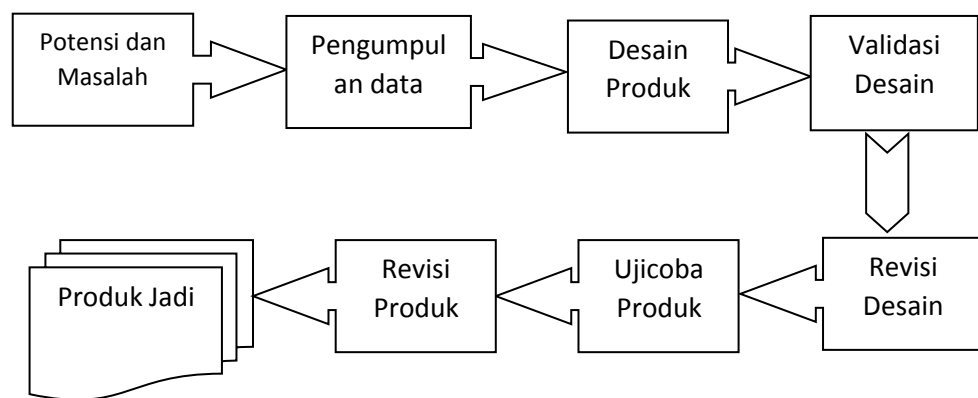 Potensi dan
Masalah
Pengumpul
an data
Desain
Produk
Validasi
Desain
Revisi
Desain
Ujicoba
Produk
Revisi
Produk
Produk Jadi